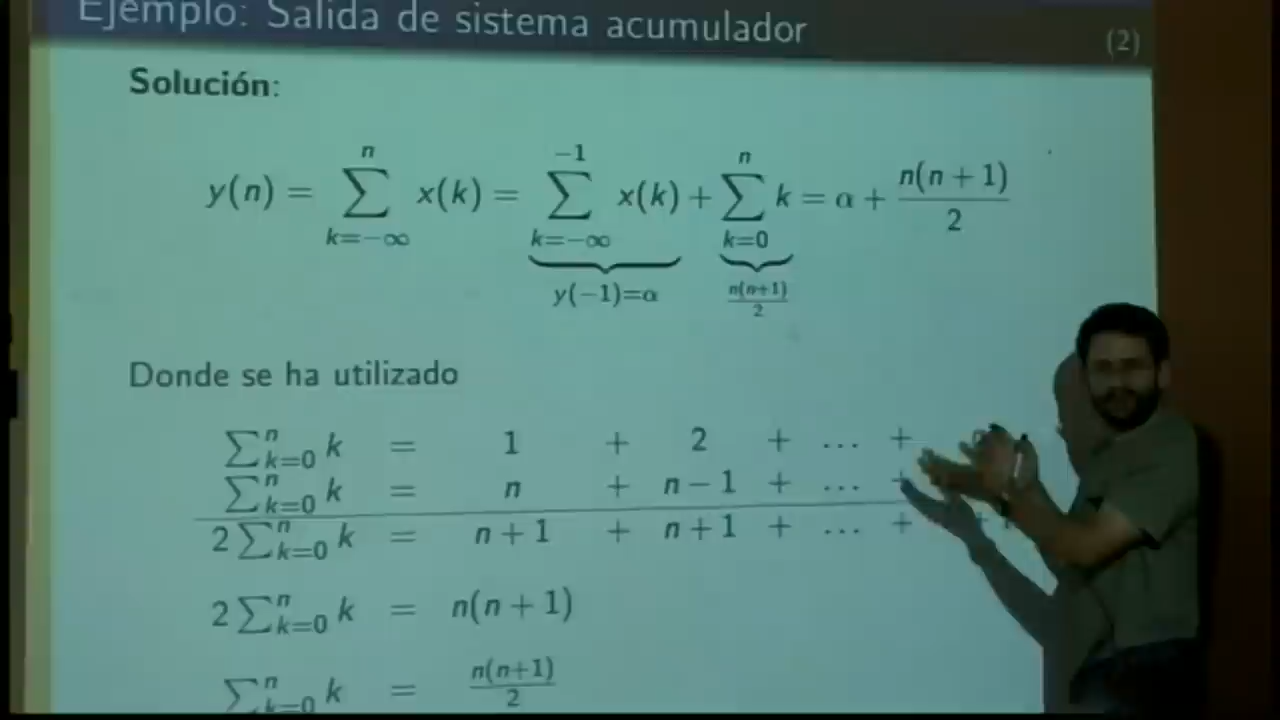 Ejemplo: Salida de sistema acumulador (2)
Solución:
y(n) = ∑_{k=−∞}^{n} x(k) = ∑_{k=−∞}^{−1} x(k) + ∑_{k=0}^{n} k = α + n(n + 1)/2
y(−1)=α n(n+1)/2
Donde se ha utilizado
∑_{k=0}^{n} k = 1 + 2 + ... +
∑_{k=0}^{n} k = n + n−1 + ... +
2∑_{k=0}^{n} k = n+1 + n+1 + ... +
2∑_{k=0}^{n} k = n(n + 1)
∑_{k=0}^{n} k = n(n+1)/2